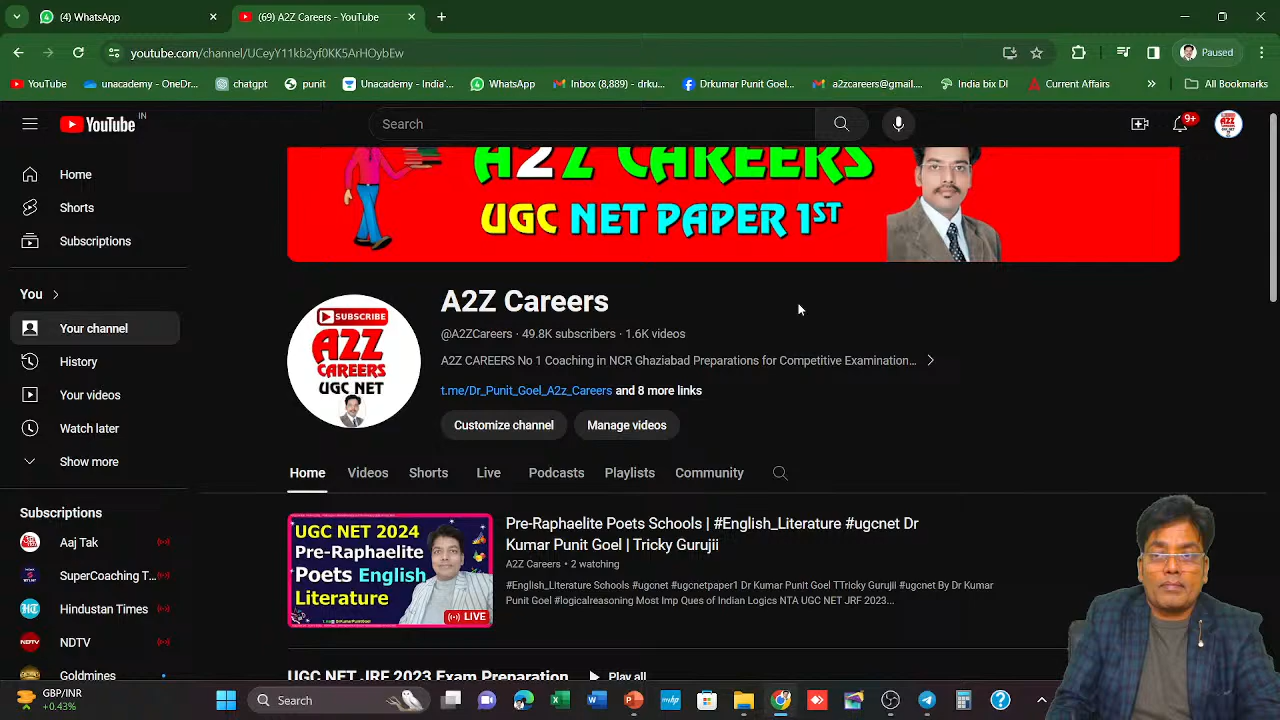 (4) WhatsApp
(69) A2Z Careers - YouTube
youtube.com/channel/UCeyY11kb2yf0KK5ArHOybEw
Paused
YouTube
unacademy - OneDr...
chatgpt
punit
Unacademy - India'...
WhatsApp
Inbox (8,889) - drku...
Drkumar Punit Goel...
a2zcareers@gmail....
India bix DI
Current Affairs
All Bookmarks
YouTube IN
Search
9+
Home
Shorts
Subscriptions
You
Your channel
History
Your videos
Watch later
Show more
Subscriptions
Aaj Tak
SuperCoaching T...
Hindustan Times
NDTV
Goldmines
A2Z CAREERS
UGC NET PAPER 1ST
SUBSCRIBE
A2Z
CAREERS
UGC NET
A2Z Careers
@A2ZCareers · 49.8K subscribers · 1.6K videos
A2Z CAREERS No 1 Coaching in NCR Ghaziabad Preparations for Competitive Examination...
t.me/Dr_Punit_Goel_A2z_Careers and 8 more links
Customize channel
Manage videos
Home
Videos
Shorts
Live
Podcasts
Playlists
Community
UGC NET 2024
Pre-Raphaelite
Poets English
Literature
LIVE
Pre-Raphaelite Poets Schools | #English_Literature #ugcnet Dr
Kumar Punit Goel | Tricky Gurujii
A2Z Careers • 2 watching
#English_Literature Schools #ugcnet #ugcnetpaper1 Dr Kumar Punit Goel TTricky Gurujii #ugcnet By Dr Kumar
Punit Goel #logicalreasoning Most Imp Ques of Indian Logics NTA UGC NET JRF 2023...
UGC NET JRF 2023 Exam Preparation
Play all
GBP/INR
+0.43%
Search